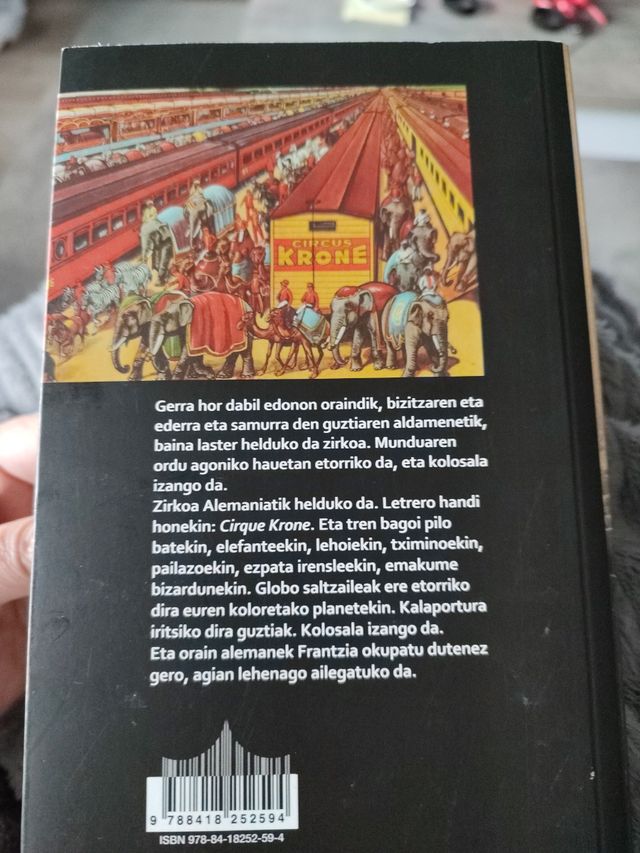 CIRCUS
KRONE
Gerra hor dabil edonon oraindik, bizitzaren eta
ederra eta samurra den guztiaren aldamenetik,
baina laster helduko da zirkoa. Munduaren
ordu agoniko hauetan etorriko da, eta kolosala
izango da.
Zirkoa Alemaniatik helduko da. Letrero handi
honekin: Cirque Krone. Eta tren bagoi pilo
batekin, elefanteekin, lehoiekin, tximinoekin,
pailazoekin, ezpata irensleekin, emakume
bizardunekin. Globo saltzaileak ere etorriko
dira euren koloretako planetekin. Kalaportura
iritsiko dira guztiak. Kolosala izango da.
Eta orain alemanek Frantzia okupatu dutenez
gero, agian lehenago ailegatuko da.
9 788418 252594
ISBN 978-84-18252-59-4